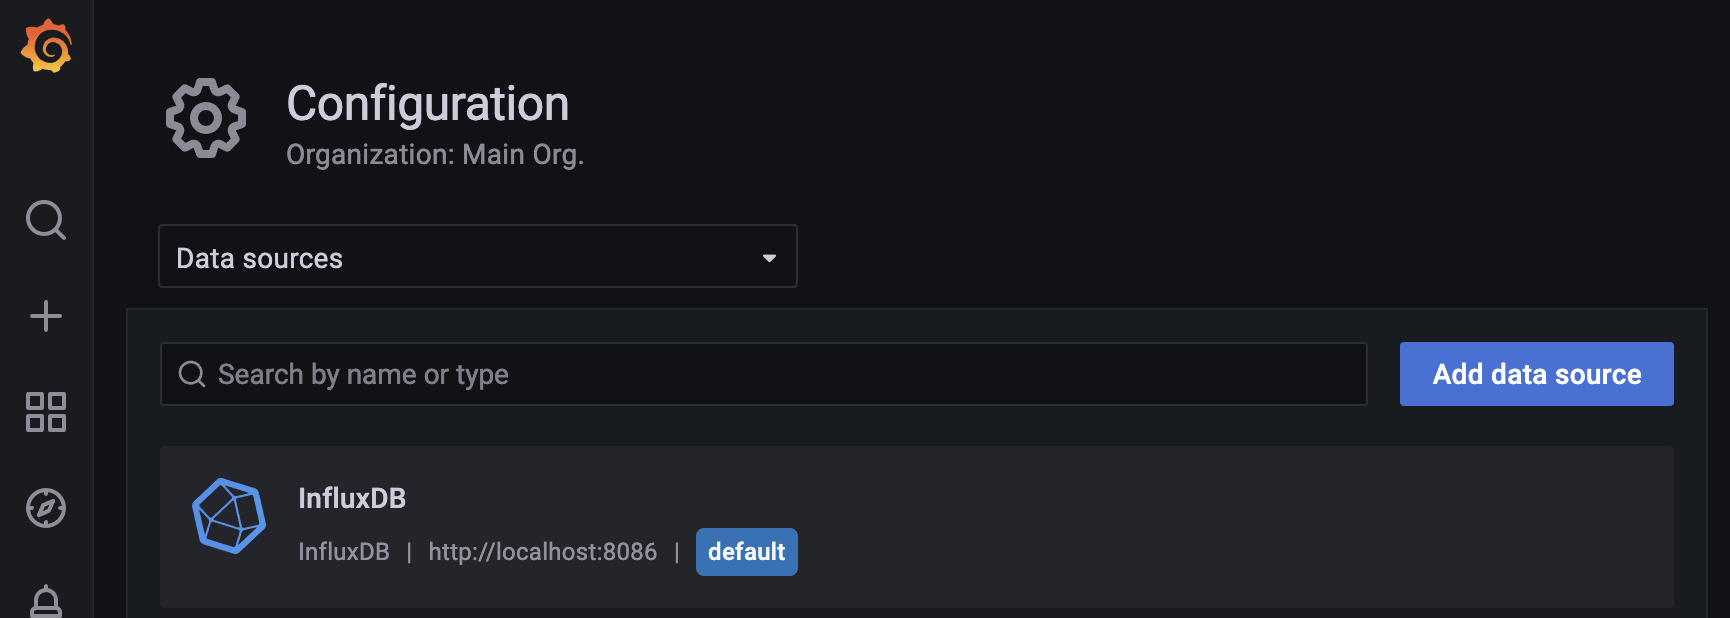 Configuration
Organization: Main Org.
Data sources
Search by name or type
Add data source
InfluxDB
InfluxDB | http://localhost:8086 | default